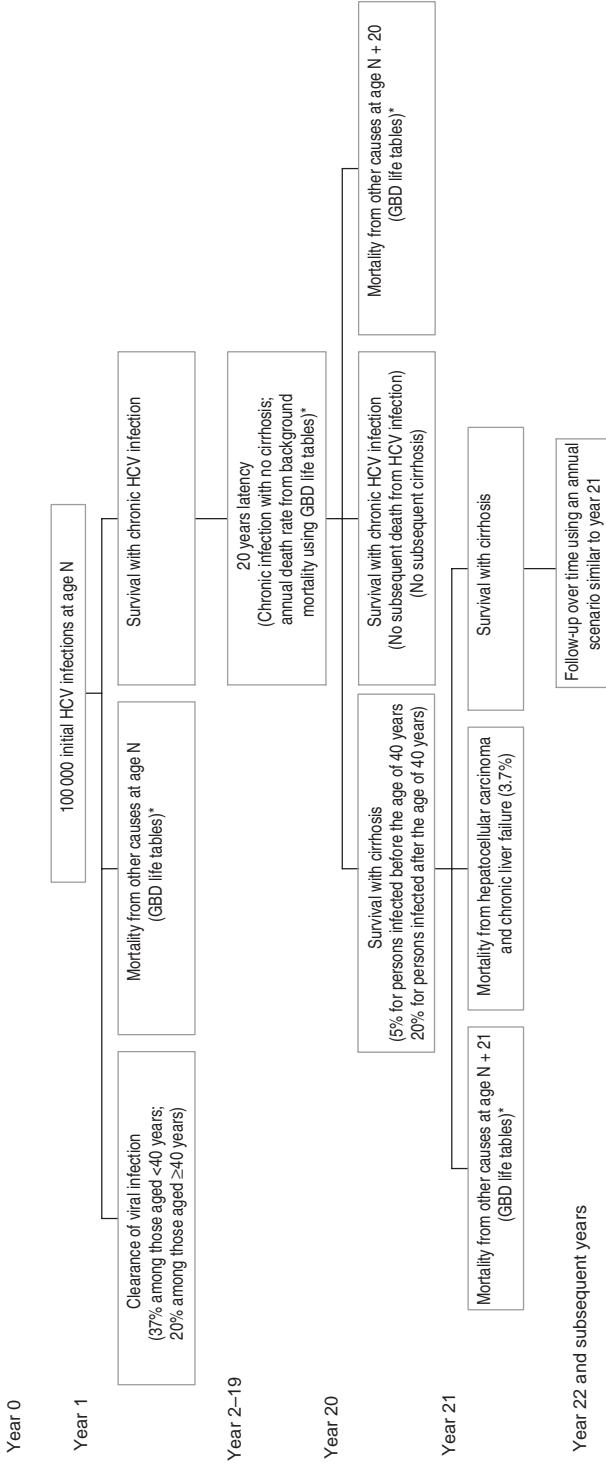 Year 0
100 000 initial HCV infections at age N
Year 1
Clearance of viral infection
(37% among those aged <40 years;
20% among those aged ≥40 years)
Mortality from other causes at age N
(GBD life tables)*
Survival with chronic HCV infection
Year 2–19
20 years latency
(Chronic infection with no cirrhosis;
annual death rate from background
mortality using GBD life tables)*
Year 20
Survival with cirrhosis
(5% for persons infected before the age of 40 years
20% for persons infected after the age of 40 years)
Survival with chronic HCV infection
(No subsequent death from HCV infection)
(No subsequent cirrhosis)
Mortality from other causes at age N + 20
(GBD life tables)*
Year 21
Mortality from other causes at age N + 21
(GBD life tables)*
Mortality from hepatocellular carcinoma
and chronic liver failure (3.7%)
Survival with cirrhosis
Year 22 and subsequent years
Follow-up over time using an annual
scenario similar to year 21